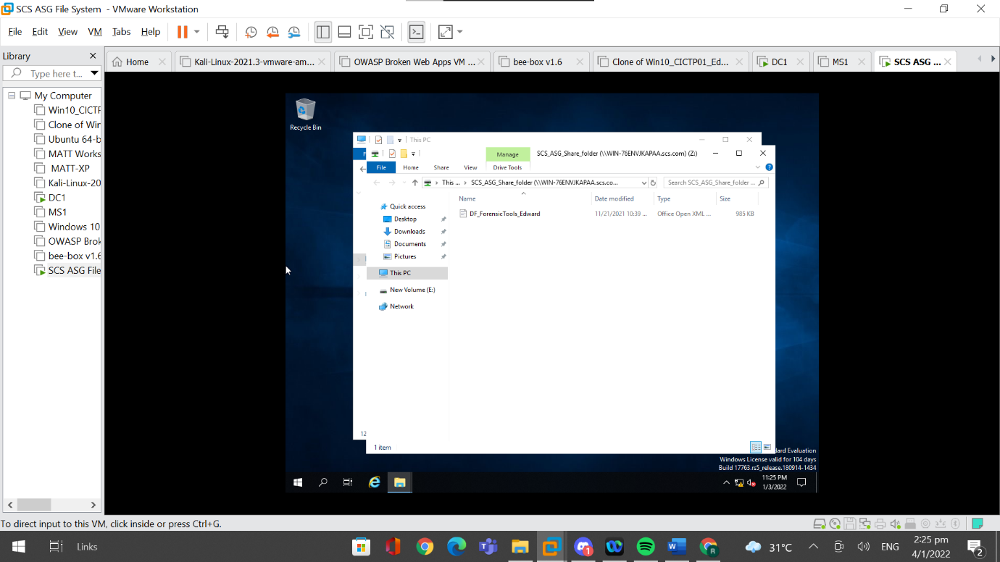 SCS ASG File System - VMware Workstation
File Edit View VM Tabs Help
Library
Type here t...
Home
Kali-Linux-2021.3-vmware-am...
OWASP Broken Web Apps VM ...
bee-box v1.6
Clone of Win10_CICTP01_Ed...
DC1
MS1
SCS ASG ...
My Computer
Win10_CICTF
Clone of Win
Ubuntu 64-b
MATT Works
MATT-XP
Kali-Linux-20
DC1
MS1
Windows 10
OWASP Brok
bee-box v1.6
SCS ASG File
Recycle Bin
This PC
Manage
SCS_ASG_Share_folder (\\WIN-76ENVJKAPAA.scs.com) (Z:)
File Home Share View Drive Tools
This ... SCS_ASG_Share_folder (\\WIN-76ENVJKAPAA.scs.co...
Search SCS_ASG_Share_folder ...
Name Date modified Type Size
DF_ForensicTools_Edward 11/21/2021 10:39 ... Office Open XML ... 985 KB
Quick access
Desktop
Downloads
Documents
Pictures
This PC
New Volume (E:)
Network
12
1 item
dard Evaluation
Windows License valid for 104 days
Build 17763.rs5_release.180914-1434
11:25 PM
1/3/2022
To direct input to this VM, click inside or press Ctrl+G.
Links
1
R
31°C
ENG
2:25 pm
4/1/2022
2